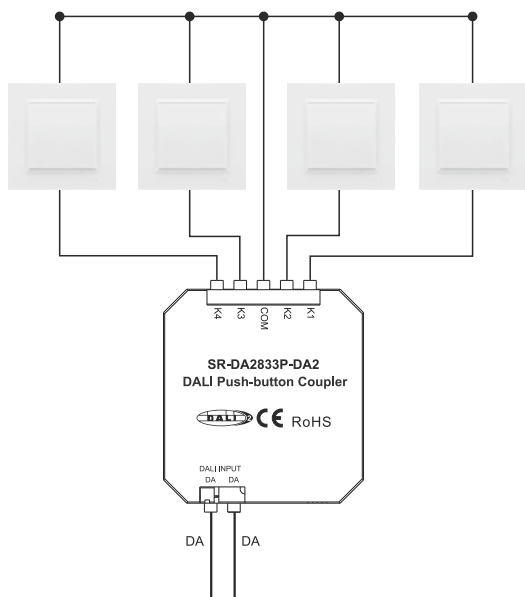 K4
K3
COM
K2
K1
SR-DA2833P-DA2
DALI Push-button Coupler
DALI 2 CE RoHS
DALI INPUT
DA DA
DA DA